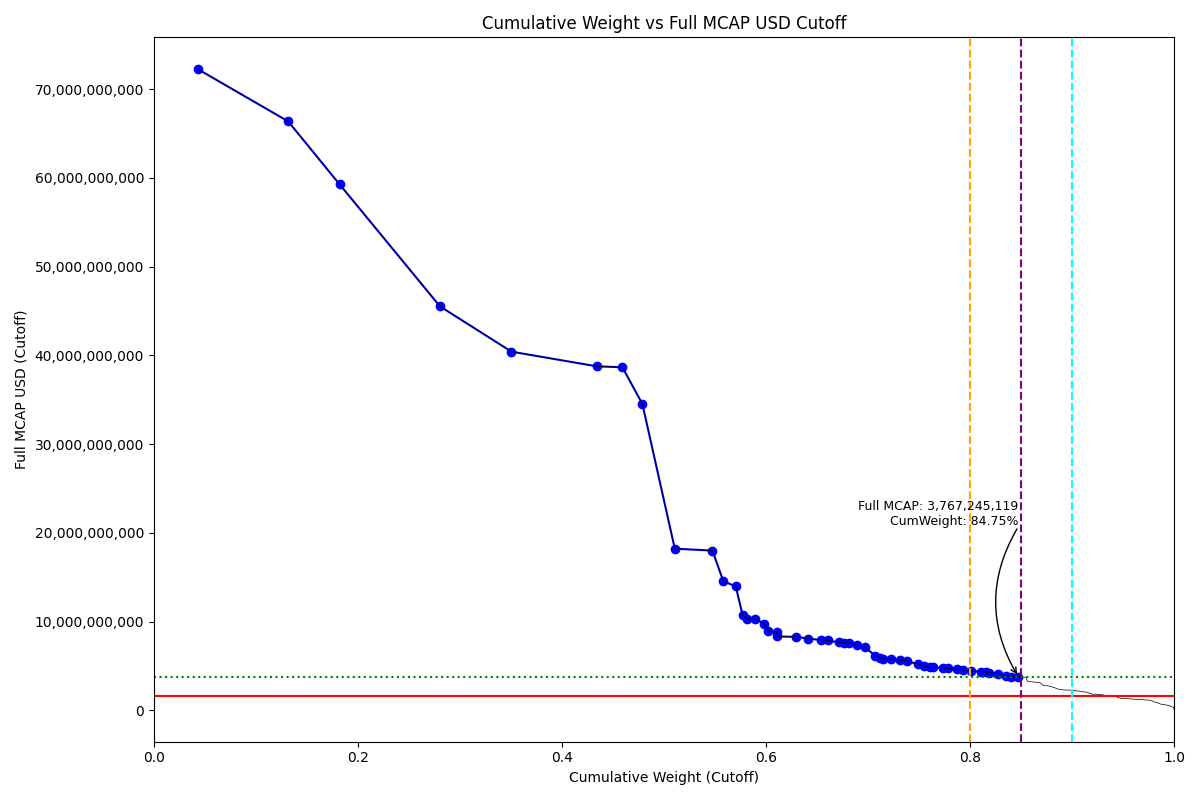 Cumulative Weight vs Full MCAP USD Cutoff
Full MCAP USD (Cutoff)
70,000,000,000
60,000,000,000
50,000,000,000
40,000,000,000
30,000,000,000
20,000,000,000
10,000,000,000
0
Full MCAP: 3,767,245,119
CumWeight: 84.75%
0.0
0.2
0.4
0.6
0.8
1.0
Cumulative Weight (Cutoff)